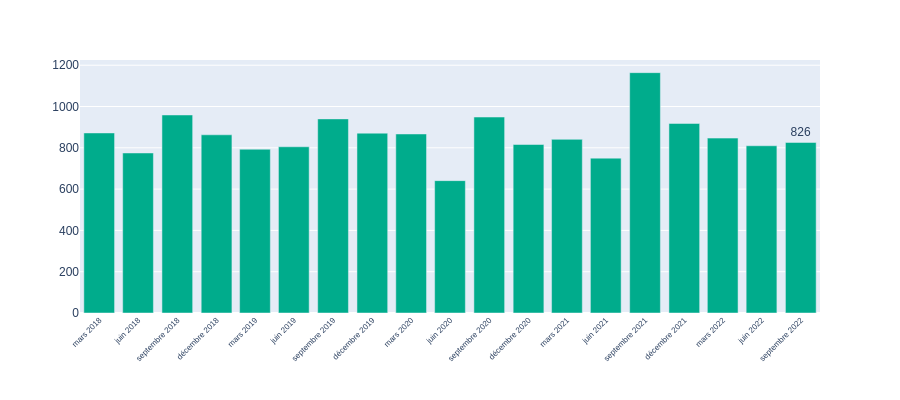 1200
1000
800
600
400
200
0
826
mars 2018
juin 2018
septembre 2018
décembre 2018
mars 2019
juin 2019
septembre 2019
décembre 2019
mars 2020
juin 2020
septembre 2020
décembre 2020
mars 2021
juin 2021
septembre 2021
décembre 2021
mars 2022
juin 2022
septembre 2022